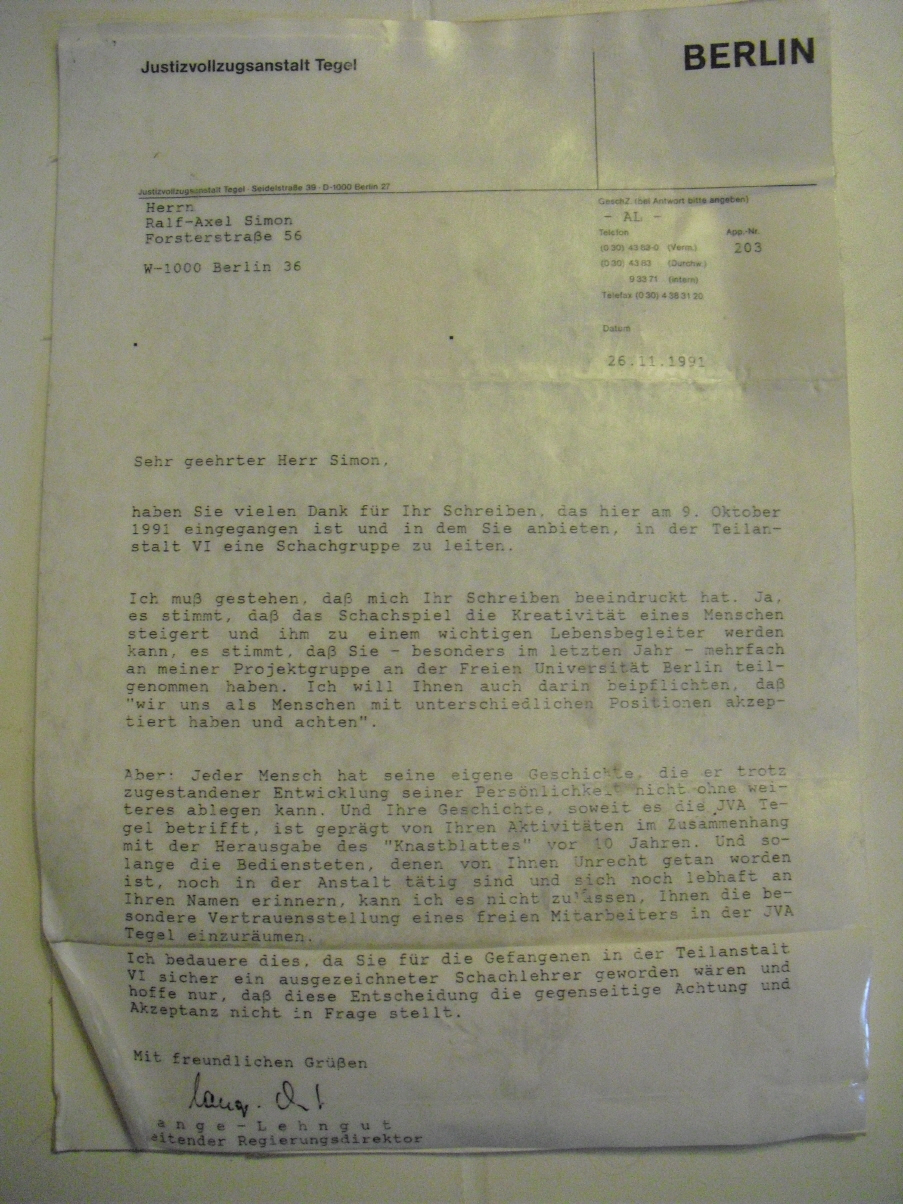 Justizvollzugsanstalt Tegel
BERLIN
Justizvollzugsanstalt Tegel · Seidelstraße 39 · D-1000 Berlin 27
Herrn
Ralf-Axel Simon
Forsterstraße 56
W-1000 Berlin 36
GeschZ. (bei Antwort bitte angeben)
- AL -
Telefon
App.-Nr.
(0 30) 43 83-0 (Verm.)
203
(0 30) 43 83 (Durchw.)
9 33 71 (intern)
Telefax (0 30) 4 38 31 20
Datum
26.11.1991
Sehr geehrter Herr Simon,
haben Sie vielen Dank für Ihr Schreiben, das hier am 9. Oktober
1991 eingegangen ist und in dem Sie anbieten, in der Teilan-
stalt VI eine Schachgruppe zu leiten.
Ich muß gestehen, daß mich Ihr Schreiben beeindruckt hat. Ja,
es stimmt, daß das Schachspiel die Kreativität eines Menschen
steigert und ihm zu einem wichtigen Lebensbegleiter werden
kann, es stimmt, daß Sie - besonders im letzten Jahr - mehrfach
an meiner Projektgruppe an der Freien Universität Berlin teil-
genommen haben. Ich will Ihnen auch darin beipflichten, daß
"wir uns als Menschen mit unterschiedlichen Positionen akzep-
tiert haben und achten".
Aber: Jeder Mensch hat seine eigene Geschichte, die er trotz
zugestandener Entwicklung seiner Persönlichkeit nicht ohne wei-
teres ablegen kann. Und Ihre Geschichte, soweit es die JVA Te-
gel betrifft, ist geprägt von Ihren Aktivitäten im Zusammenhang
mit der Herausgabe des "Knastblattes" vor 10 Jahren. Und so-
lange die Bediensteten, denen von Ihnen Unrecht getan worden
ist, noch in der Anstalt tätig sind und sich noch lebhaft an
Ihren Namen erinnern, kann ich es nicht zulassen, Ihnen die be-
sondere Vertrauensstellung eines freien Mitarbeiters in der JVA
Tegel einzuräumen.
Ich bedauere dies, da Sie für die Gefangenen in der Teilanstalt
VI sicher ein ausgezeichneter Schachlehrer geworden wären und
hoffe nur, daß diese Entscheidung die gegenseitige Achtung und
Akzeptanz nicht in Frage stellt.
Mit freundlichen Grüßen
ange-Lehngut
eitender Regierungsdirektor